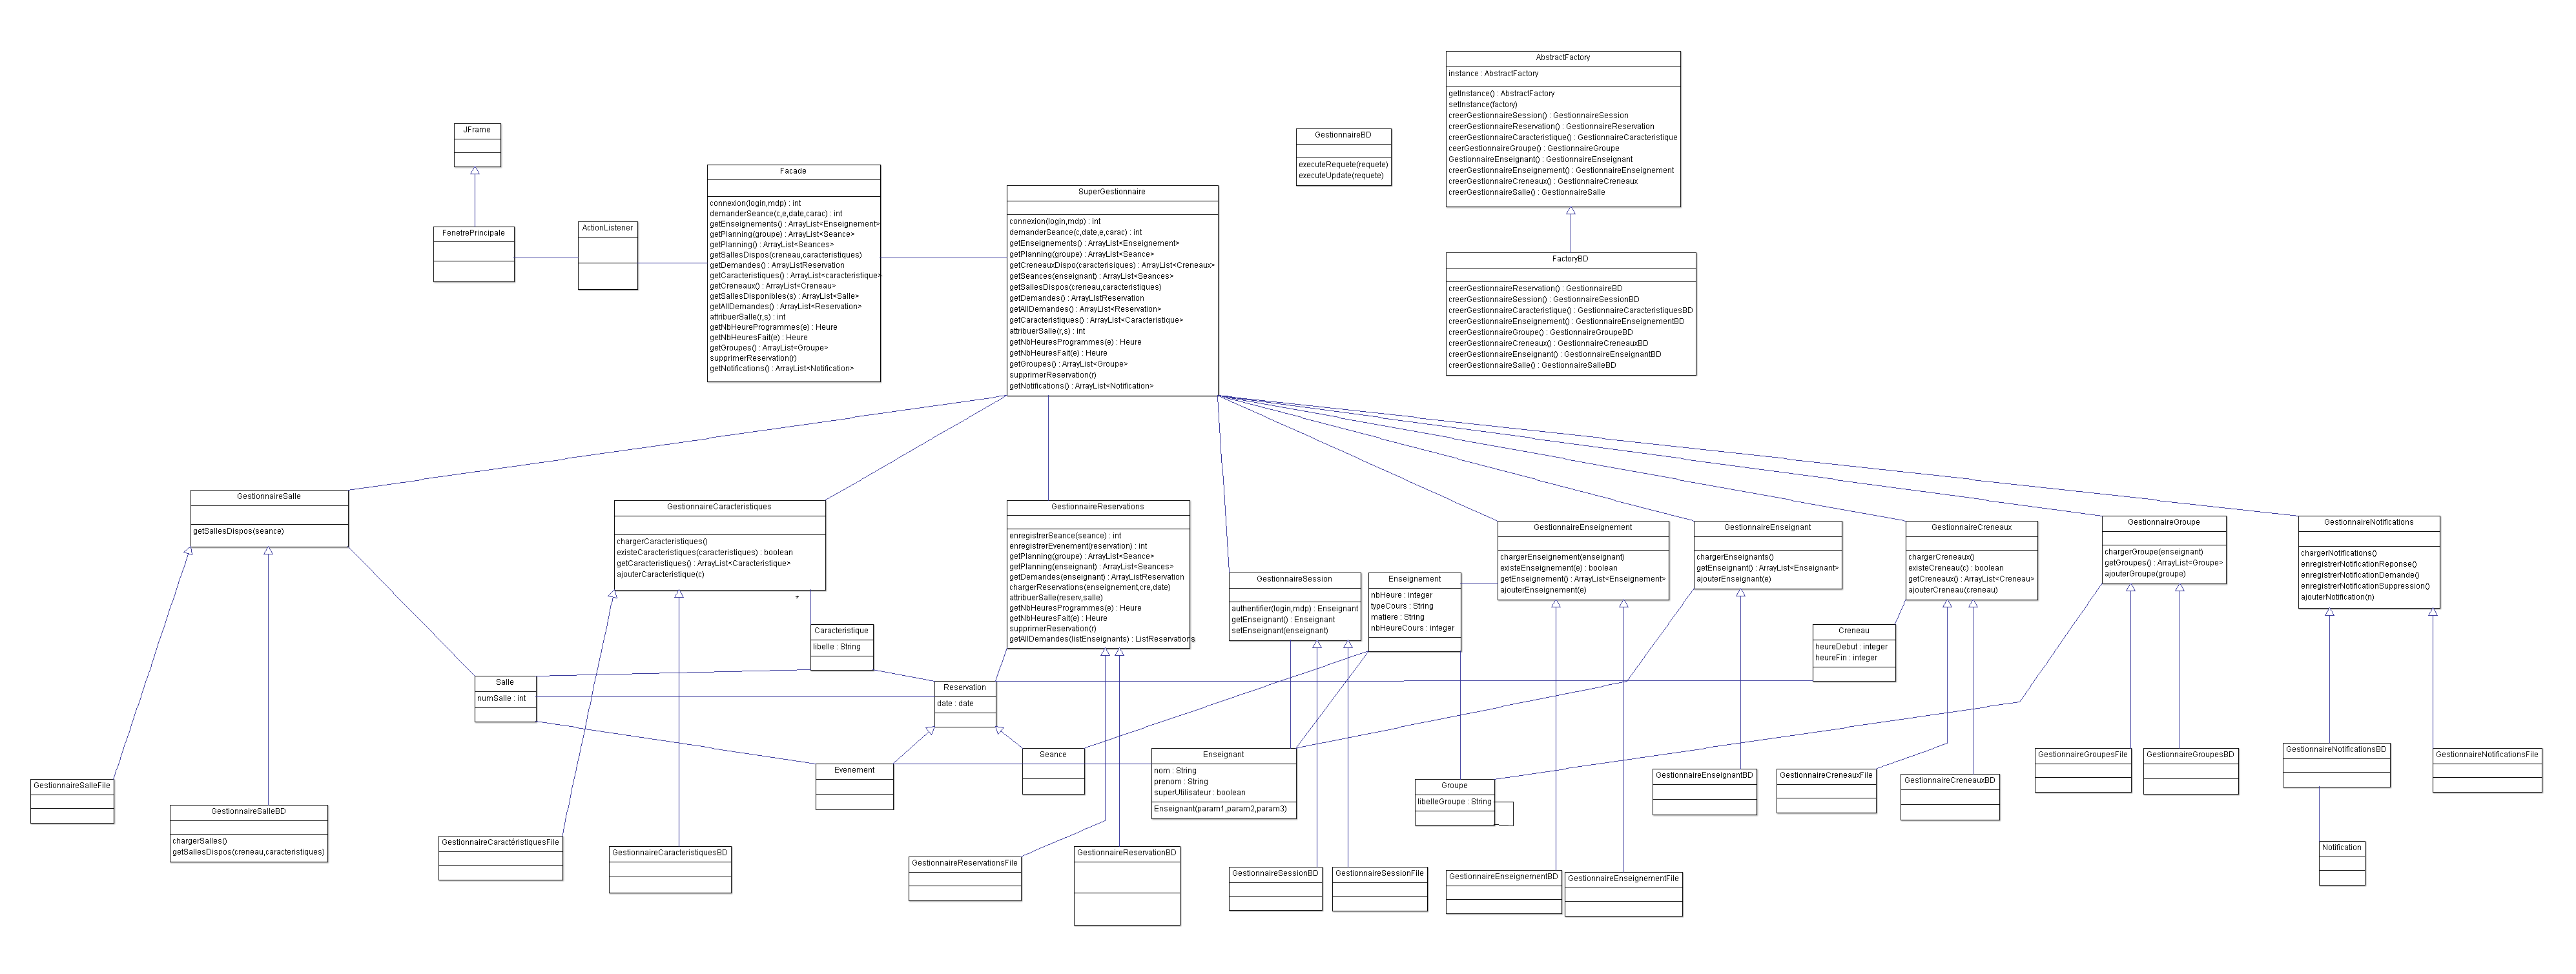 AbstractFactory
instance : AbstractFactory
getInstance() : AbstractFactory
setInstance(factory)
creerGestionnaireSession() : GestionnaireSession
creerGestionnaireReservation() : GestionnaireReservation
creerGestionnaireCaracteristique() : GestionnaireCaracteristique
ceerGestionnaireGroupe() : GestionnaireGroupe
GestionnaireEnseignant() : GestionnaireEnseignant
creerGestionnaireEnseignement() : GestionnaireEnseignement
creerGestionnaireCreneaux() : GestionnaireCreneaux
creerGestionnaireSalle() : GestionnaireSalle
JFrame
GestionnaireBD
executeRequete(requete)
executeUpdate(requete)
Facade
connexion(login,mdp) : int
demanderSeance(c,e,date,carac) : int
getEnseignements() : ArrayList<Enseignement>
getPlanning(groupe) : ArrayList<Seance>
getPlanning() : ArrayList<Seances>
getSallesDispos(creneau,caracteristiques)
getDemandes() : ArrayListReservation
getCaracteristiques() : ArrayList<caracteristique>
getCreneaux() : ArrayList<Creneau>
getSallesDisponibles(s) : ArrayList<Salle>
getAllDemandes() : ArrayList<Reservation>
attribuerSalle(r,s) : int
getNbHeureProgrammes(e) : Heure
getNbHeuresFait(e) : Heure
getGroupes() : ArrayList<Groupe>
supprimerReservation(r)
getNotifications() : ArrayList<Notification>
SuperGestionnaire
connexion(login,mdp) : int
demanderSeance(c,date,e,carac) : int
getEnseignements() : ArrayList<Enseignement>
getPlanning(groupe) : ArrayList<Seance>
getCreneauxDispo(caracterisiques) : ArrayList<Creneaux>
getSeances(enseignant) : ArrayList<Seances>
getSallesDispos(creneau,caracteristiques)
getDemandes() : ArrayLIstReservation
getAllDemandes() : ArrayList<Reservation>
getCaracteristiques() : ArrayList<Caracteristique>
attribuerSalle(r,s) : int
getNbHeuresProgrammes(e) : Heure
getNbHeuresFait(e) : Heure
getGroupes() : ArrayList<Groupe>
supprimerReservation(r)
getNotifications() : ArrayList<Notification>
FenetrePrincipale
ActionListener
FactoryBD
creerGestionnaireReservation() : GestionnaireBD
creerGestionnaireSession() : GestionnaireSessionBD
creerGestionnaireCaracteristique() : GestionnaireCaracteristiquesBD
creerGestionnaireEnseignement() : GestionnaireEnseignementBD
creerGestionnaireGroupe() : GestionnaireGroupeBD
creerGestionnaireCreneaux() : GestionnaireCreneauxBD
creerGestionnaireEnseignant() : GestionnaireEnseignantBD
creerGestionnaireSalle() : GestionnaireSalleBD
GestionnaireSalle
getSallesDispos(seance)
GestionnaireCaracteristiques
chargerCaracteristiques()
existeCaracteristiques(caracteristiques) : boolean
getCaracteristiques() : ArrayList<Caracteristique>
ajouterCaracteristique(c)
*
GestionnaireReservations
enregistrerSeance(seance) : int
enregistrerEvenement(reservation) : int
getPlanning(groupe) : ArrayList<Seance>
getPlanning(enseignant) : ArrayList<Seances>
getDemandes(enseignant) : ArrayListReservation
chargerReservations(enseignement,cre,date)
attribuerSalle(reserv,salle)
getNbHeuresProgrammes(e) : Heure
getNbHeuresFait(e) : Heure
supprimerReservation(r)
getAllDemandes(listEnseignants) : ListReservations
GestionnaireSession
authentifier(login,mdp) : Enseignant
getEnseignant() : Enseignant
setEnseignant(enseignant)
Enseignement
nbHeure : integer
typeCours : String
matiere : String
nbHeureCours : integer
GestionnaireEnseignement
chargerEnseignement(enseignant)
existeEnseignement(e) : boolean
getEnseignement() : ArrayList<Enseignement>
ajouterEnseignement(e)
GestionnaireEnseignant
chargerEnseignants()
getEnseignant() : ArrayList<Enseignant>
ajouterEnseignant(e)
GestionnaireCreneaux
chargerCreneaux()
existeCreneau(c) : boolean
getCreneaux() : ArrayList<Creneau>
ajouterCreneau(creneau)
GestionnaireGroupe
chargerGroupe(enseignant)
getGroupes() : ArrayList<Groupe>
ajouterGroupe(groupe)
GestionnaireNotifications
chargerNotifications()
enregistrerNotificationReponse()
enregistrerNotificationDemande()
enregistrerNotificationSuppression()
ajouterNotification(n)
Caracteristique
libelle : String
Creneau
heureDebut : integer
heureFin : integer
Salle
numSalle : int
Reservation
date : date
Evenement
Seance
Enseignant
nom : String
prenom : String
superUtilisateur : boolean
Enseignant(param1,param2,param3)
Groupe
libelleGroupe : String
GestionnaireEnseignantBD
GestionnaireCreneauxFile
GestionnaireCreneauxBD
GestionnaireGroupesFile
GestionnaireGroupesBD
GestionnaireNotificationsBD
GestionnaireNotificationsFile
GestionnaireSalleFile
GestionnaireSalleBD
chargerSalles()
getSallesDispos(creneau,caracteristiques)
GestionnaireCaractéristiquesFile
GestionnaireCaracteristiquesBD
GestionnaireReservationsFile
GestionnaireReservationBD
GestionnaireSessionBD
GestionnaireSessionFile
GestionnaireEnseignementBD
GestionnaireEnseignementFile
Notification